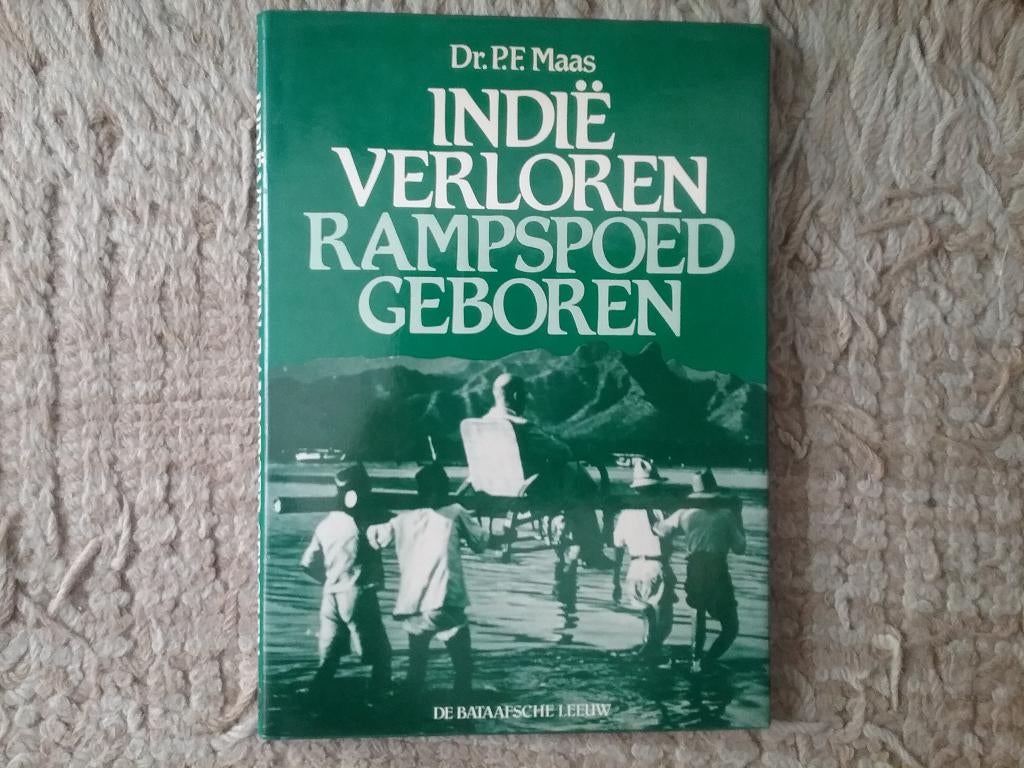 Dr. P.F. Maas
INDIË
VERLOREN
RAMPSPOED
GEBOREN
DE BATAAFSCHE LEEUW